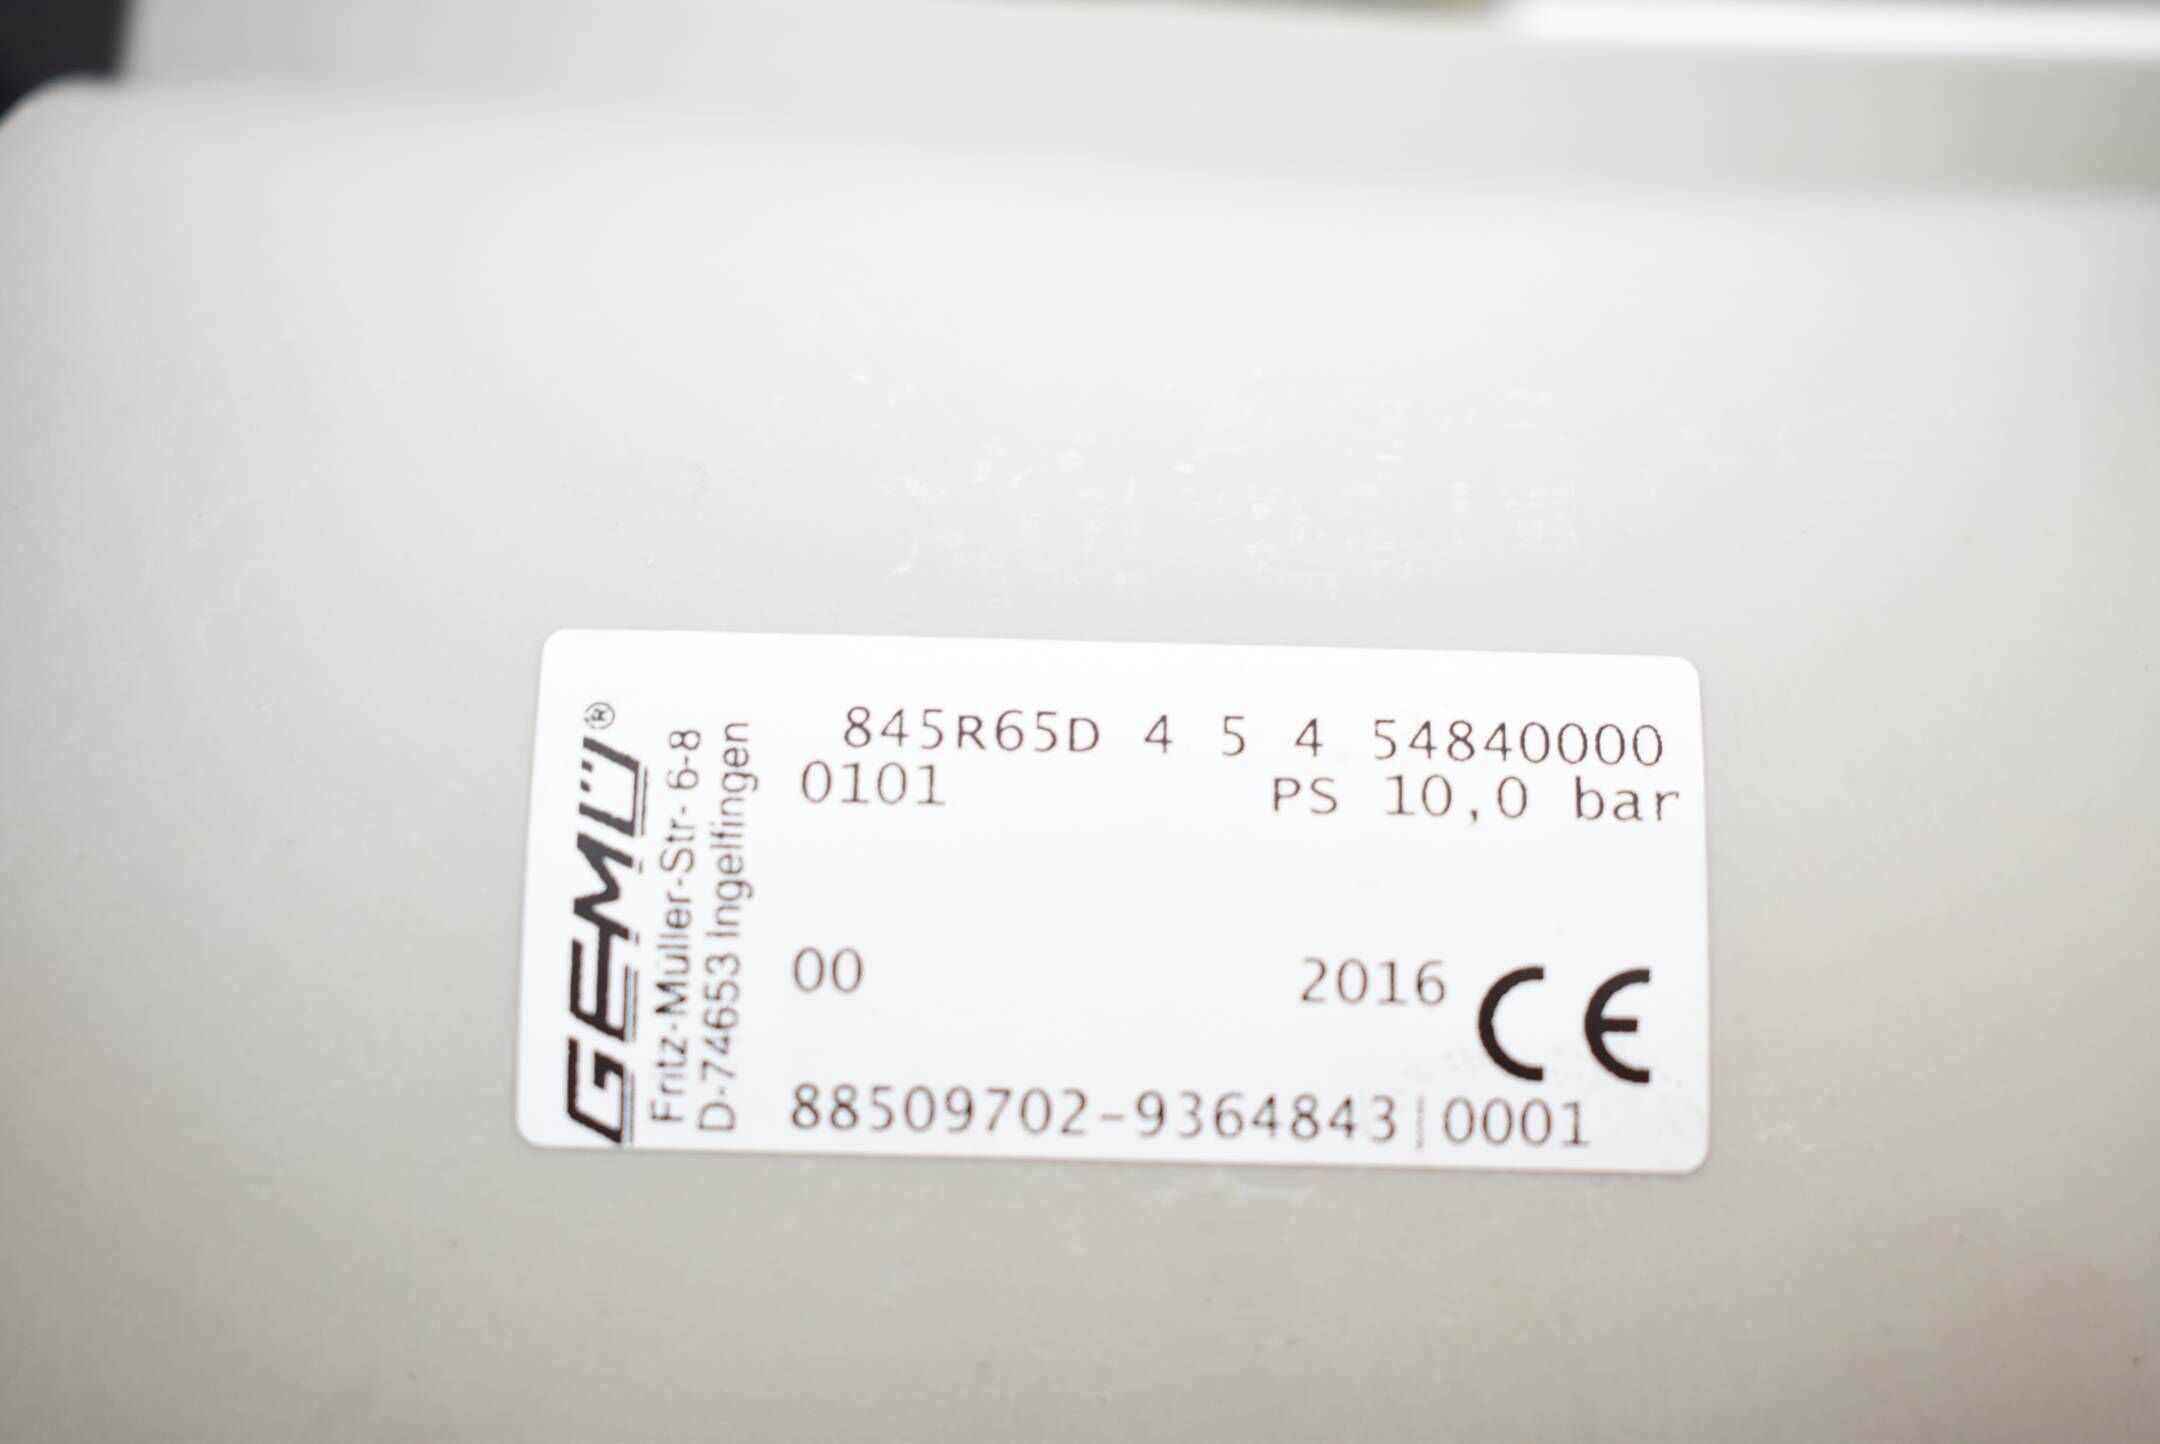 GEMÜ®
Fritz-Müller-Str- 6-8
D-74653 Ingelfingen
845R65D 4 5 4 54840000
0101 PS 10,0 bar
00 2016 CE
88509702-9364843 0001